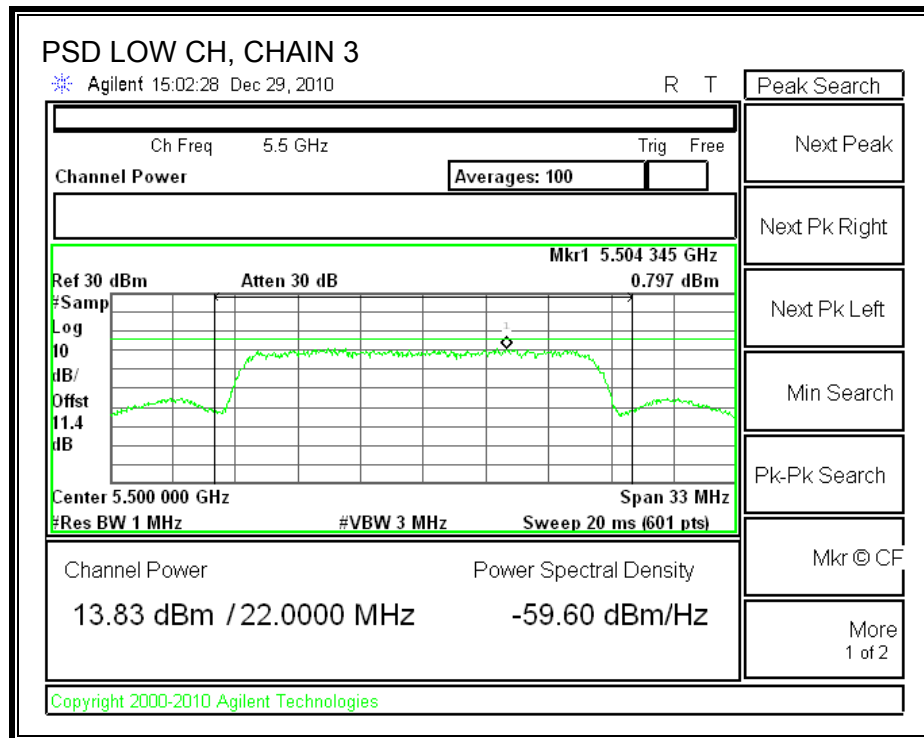 PSD LOW CH, CHAIN 3
Agilent 15:02:28 Dec 29, 2010 R T
Peak Search
Ch Freq 5.5 GHz Trig Free
Channel Power Averages: 100
Next Peak
Next Pk Right
Mkr1 5.504 345 GHz
Ref 30 dBm Atten 30 dB 0.797 dBm
#Samp
Log
10
dB/
Offst
11.4
dB
1
Next Pk Left
Min Search
Pk-Pk Search
Center 5.500 000 GHz Span 33 MHz
#Res BW 1 MHz #VBW 3 MHz Sweep 20 ms (601 pts)
Mkr © CF
Channel Power Power Spectral Density
13.83 dBm / 22.0000 MHz -59.60 dBm/Hz
More
1 of 2
Copyright 2000-2010 Agilent Technologies